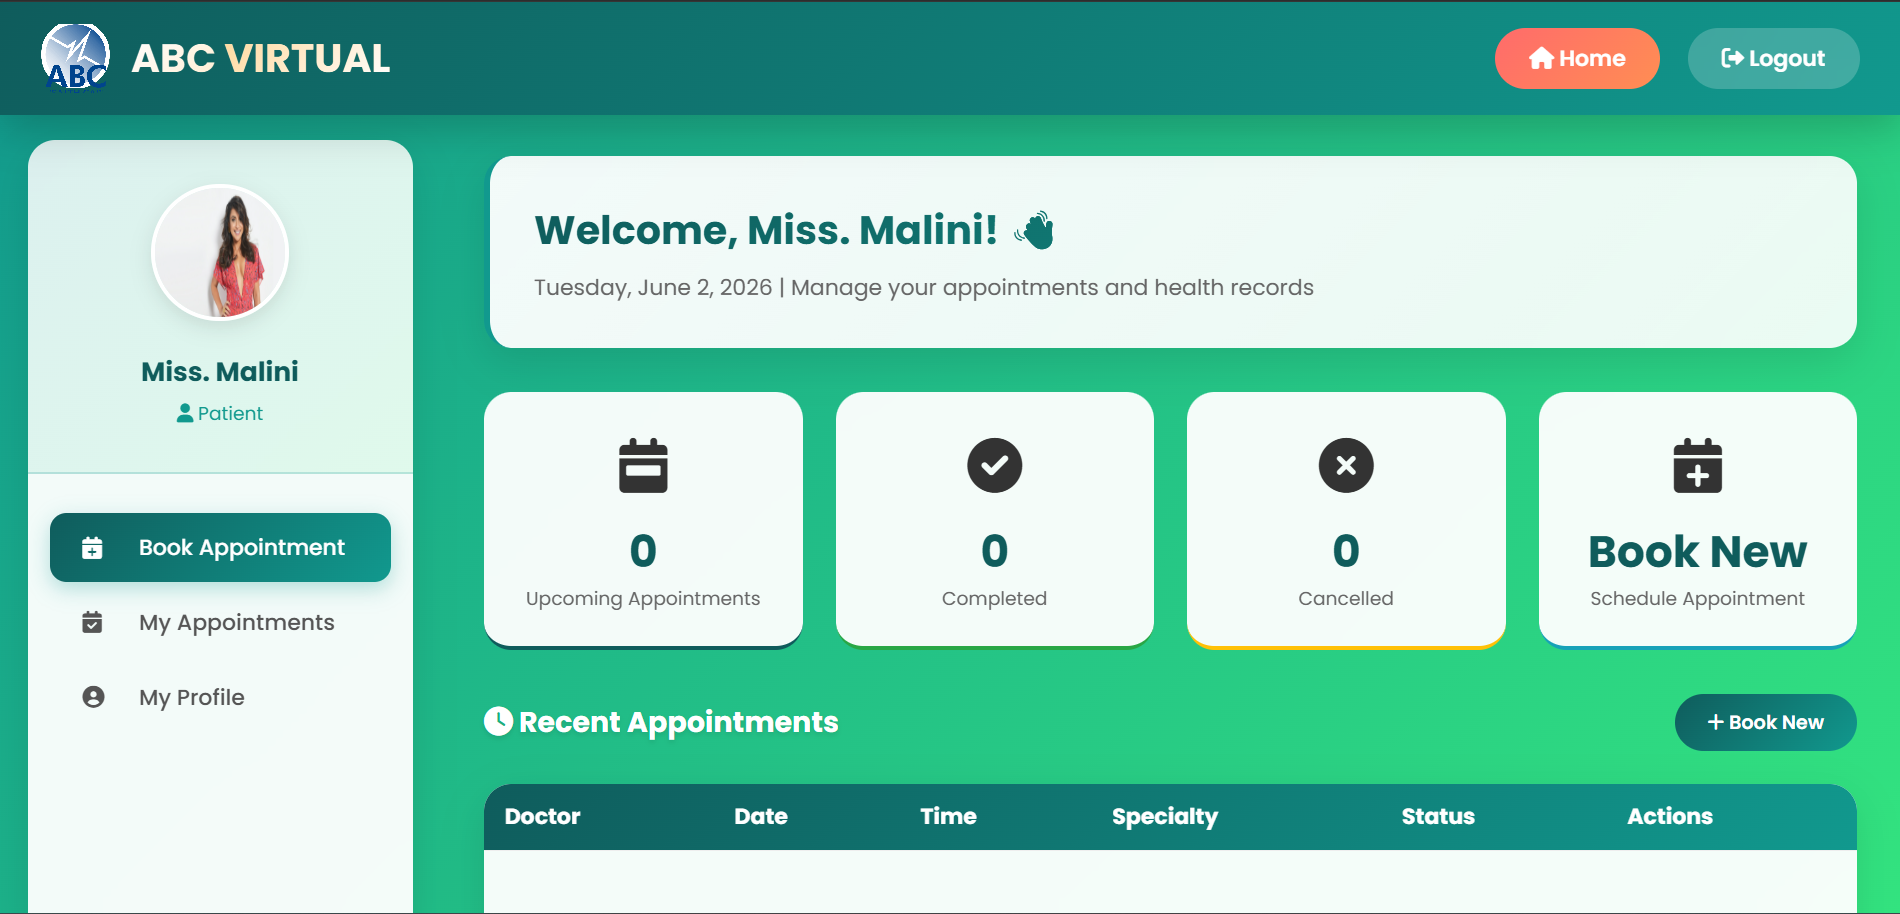 ABC
ABC VIRTUAL
Home
Logout
Miss. Malini
Patient
Book Appointment
My Appointments
My Profile
Welcome, Miss. Malini!
Tuesday, June 2, 2026 | Manage your appointments and health records
0
Upcoming Appointments
0
Completed
0
Cancelled
Book New
Schedule Appointment
Recent Appointments
+ Book New
Doctor Date Time Specialty Status Actions